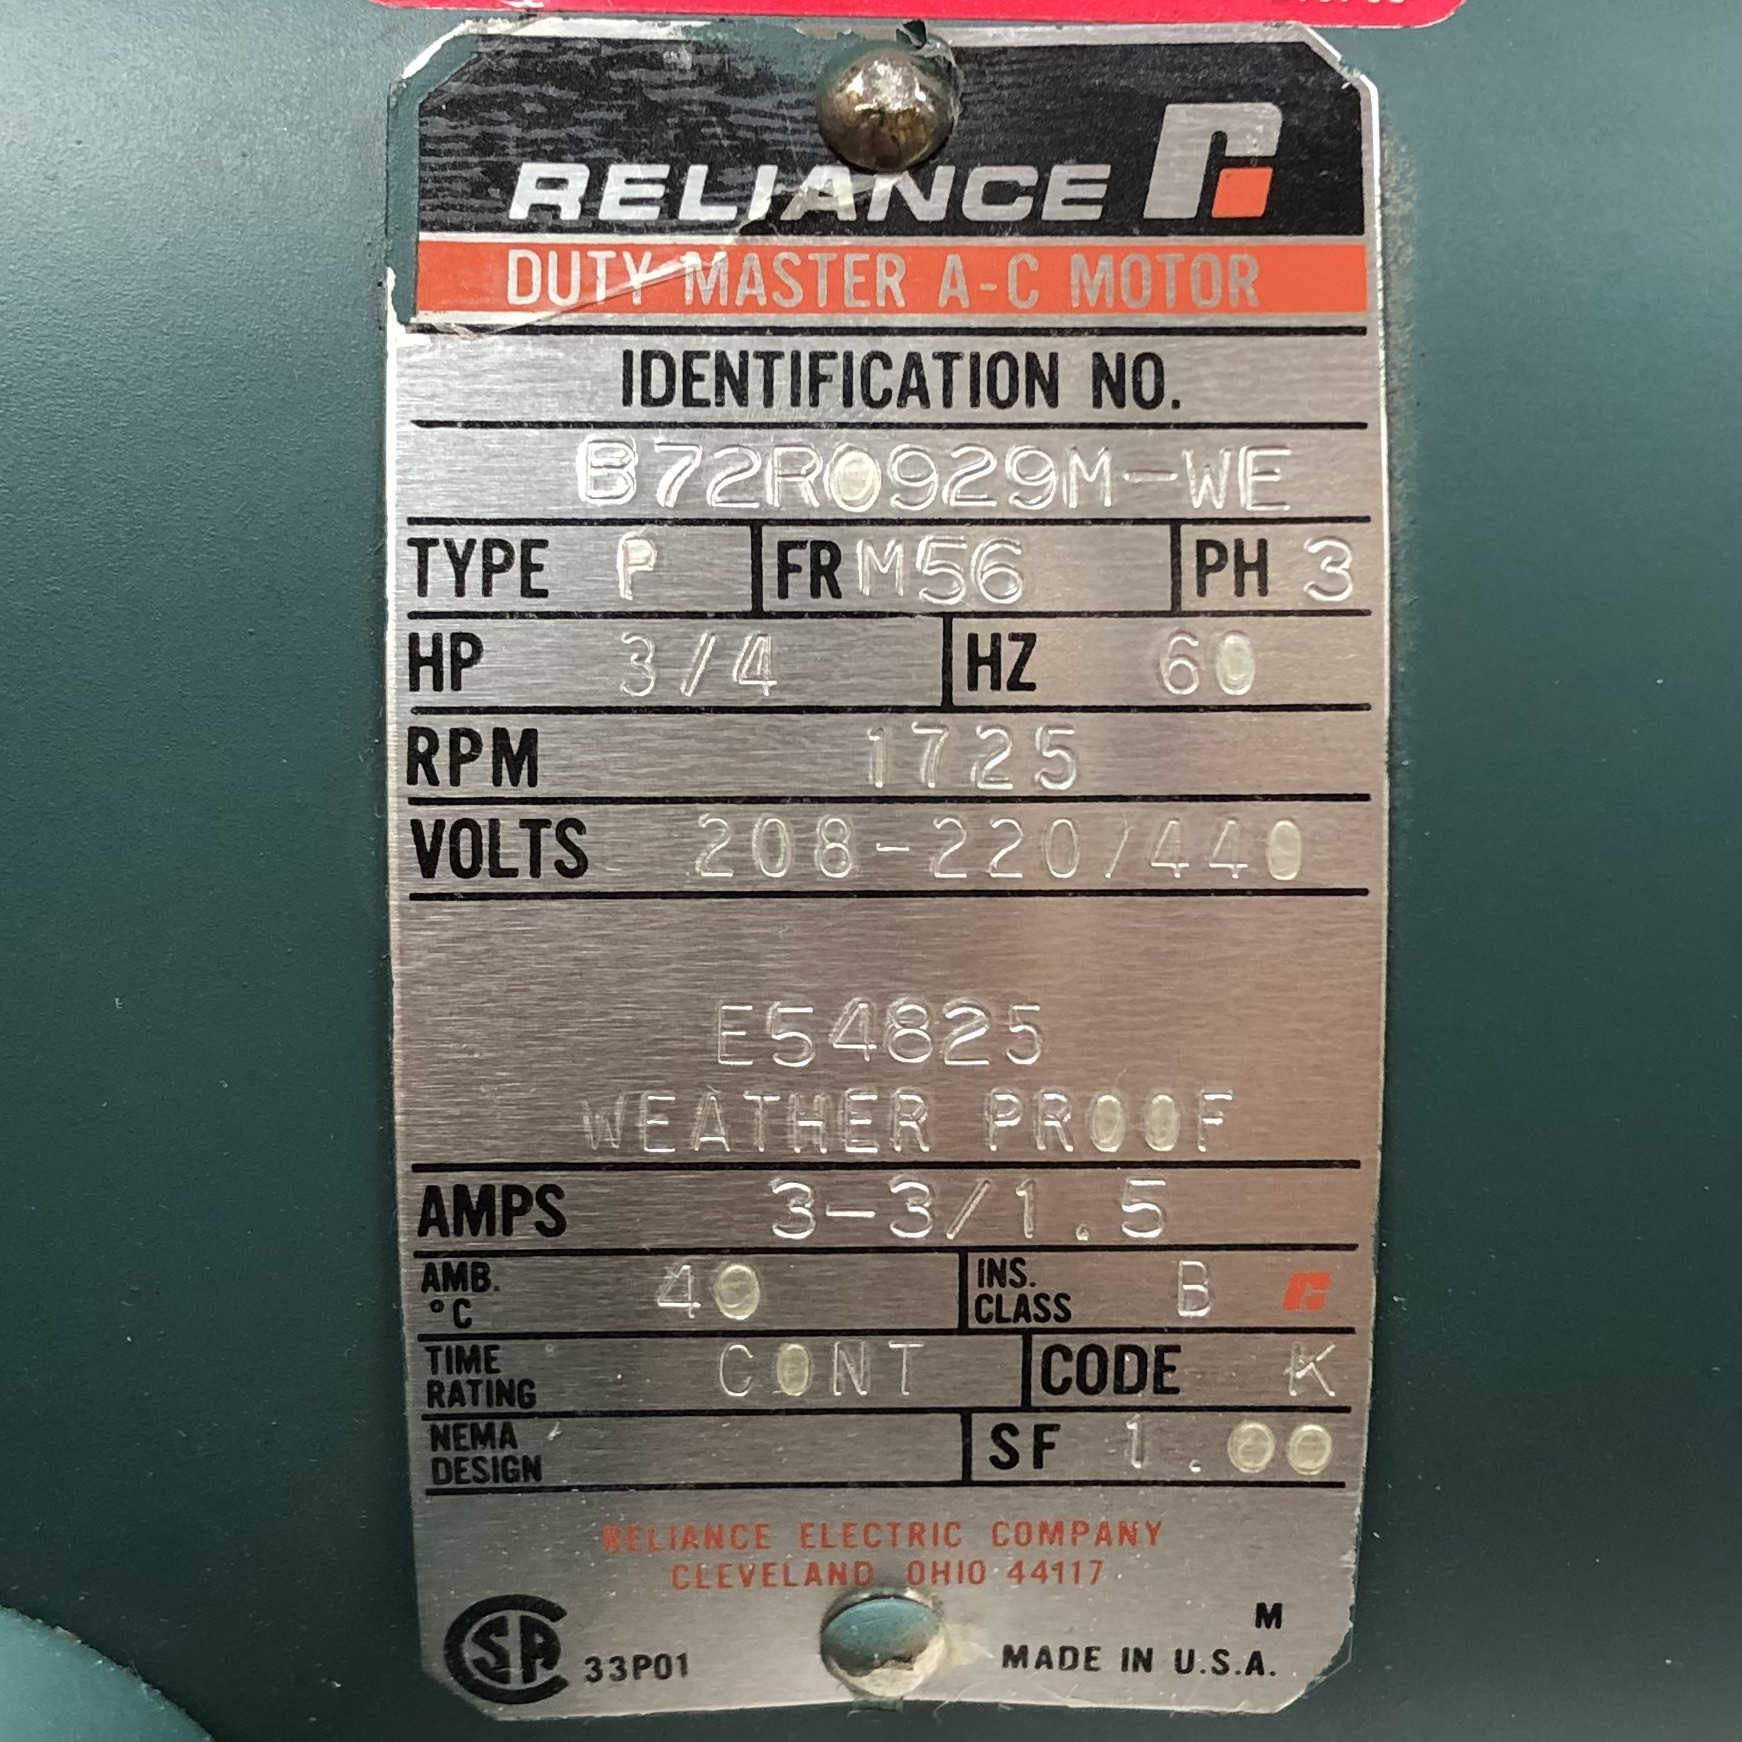 RELIANCE
DUTY MASTER A-C MOTOR
IDENTIFICATION NO.
B72R0929M-WE
TYPE P FR M56 PH 3
HP 3/4 HZ 60
RPM 1725
VOLTS 208-220/440
E54825
WEATHER PROOF
AMPS 3-3/1.5
AMB. °C 40 INS. CLASS B
TIME RATING CONT CODE K
NEMA DESIGN SF 1.00
RELIANCE ELECTRIC COMPANY
CLEVELAND, OHIO 44117
M
CSA 33P01 MADE IN U.S.A.